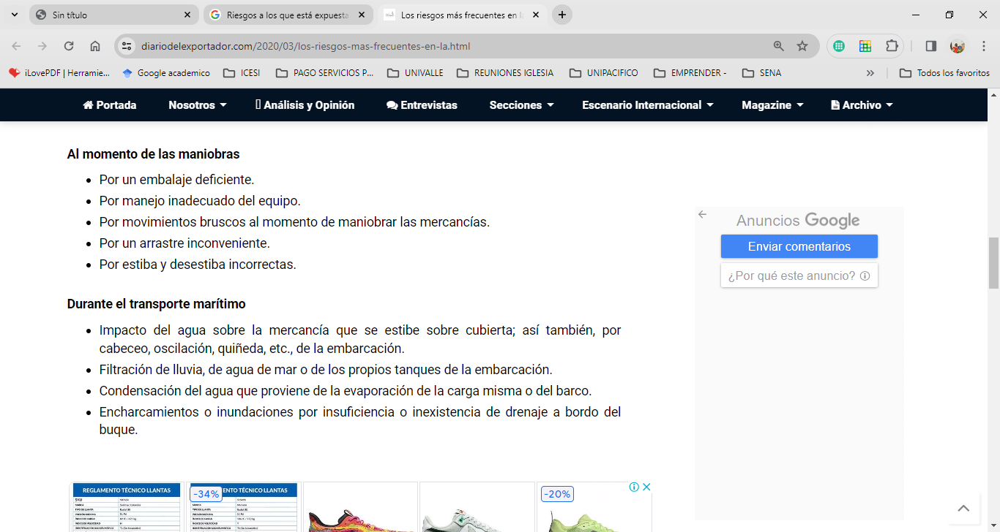 Sin título
Riesgos a los que está expuesta
Los riesgos más frecuentes en l
diariodelexportador.com/2020/03/los-riesgos-mas-frecuentes-en-la.html
iLovePDF | Herramie...
Google academico
ICESI
PAGO SERVICIOS P...
UNIVALLE
REUNIONES IGLESIA
UNIPACIFICO
EMPRENDER -
SENA
»
Todos los favoritos
Portada
Nosotros
Análisis y Opinión
Entrevistas
Secciones
Escenario Internacional
Magazine
Archivo
Al momento de las maniobras
• Por un embalaje deficiente.
• Por manejo inadecuado del equipo.
• Por movimientos bruscos al momento de maniobrar las mercancías.
• Por un arrastre inconveniente.
• Por estiba y desestiba incorrectas.
Durante el transporte marítimo
• Impacto del agua sobre la mercancía que se estibe sobre cubierta; así también, por
cabeceo, oscilación, quiñeda, etc., de la embarcación.
• Filtración de lluvia, de agua de mar o de los propios tanques de la embarcación.
• Condensación del agua que proviene de la evaporación de la carga misma o del barco.
• Encharcamientos o inundaciones por insuficiencia o inexistencia de drenaje a bordo del
buque.
Anuncios Google
Enviar comentarios
¿Por qué este anuncio?
REGLAMENTO TÉCNICO LLANTAS
-34%
ENTO TÉCNICO LLANTAS
-20%